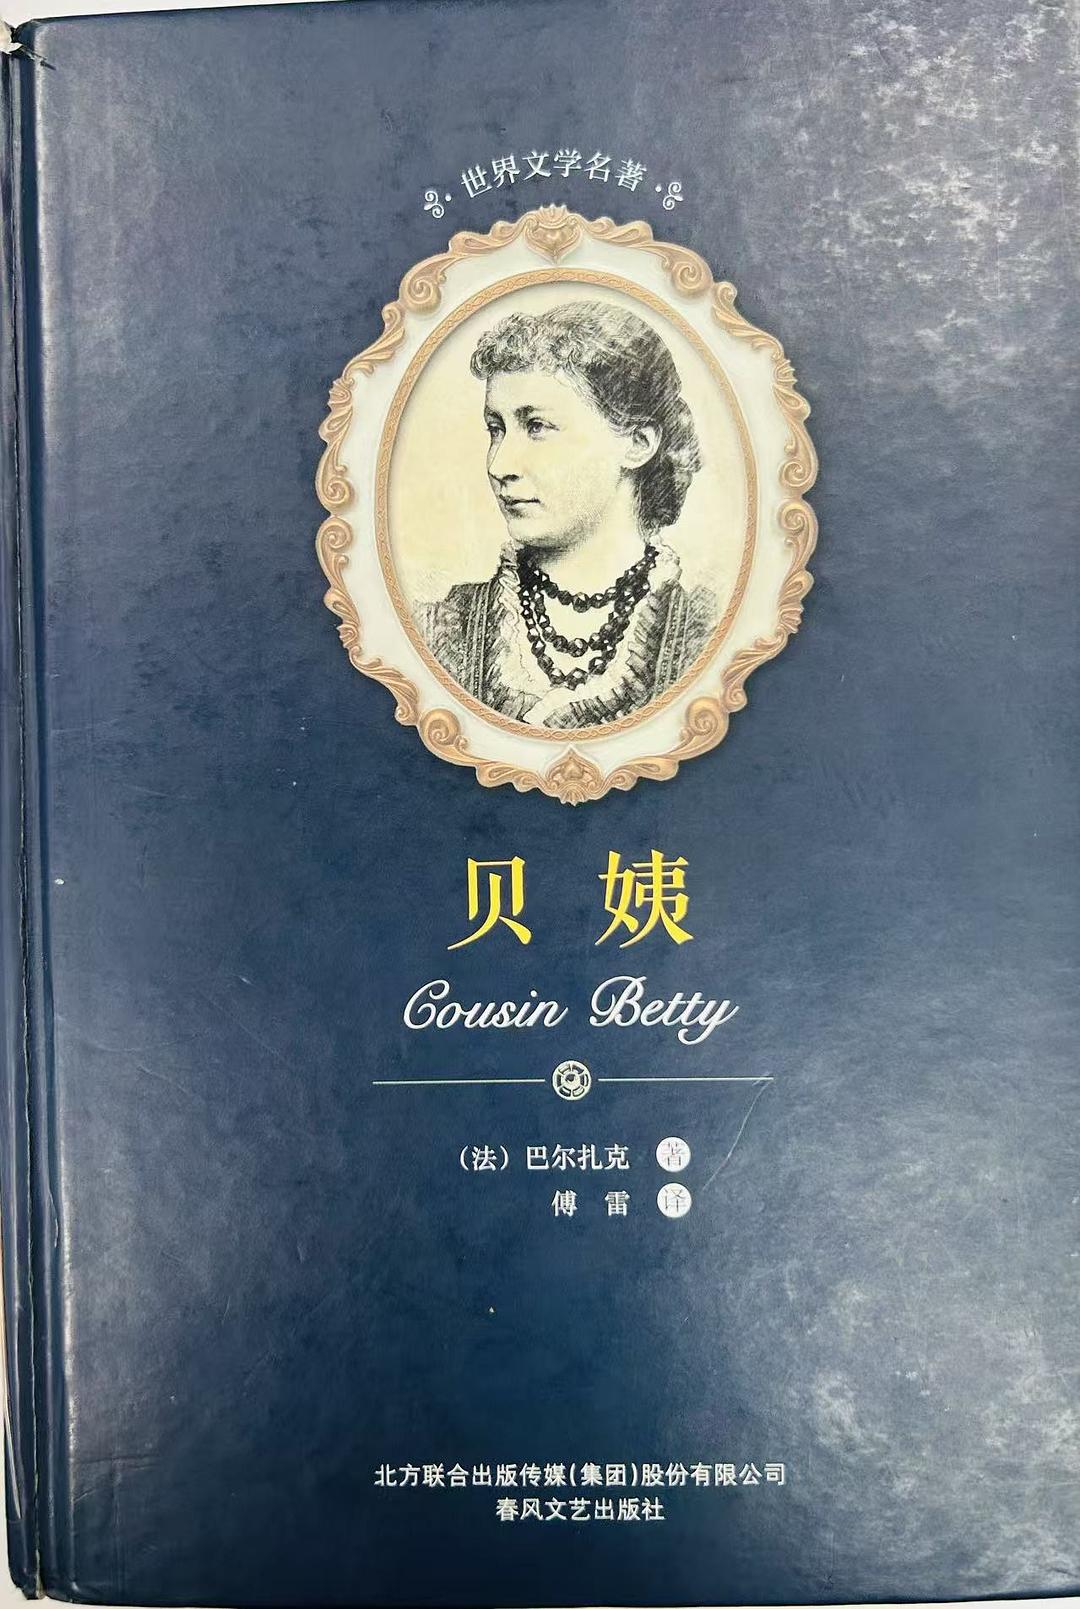 世界文学名著
贝姨
Cousin Betty
（法）巴尔扎克 著
傅雷 译
北方联合出版传媒(集团)股份有限公司
春风文艺出版社